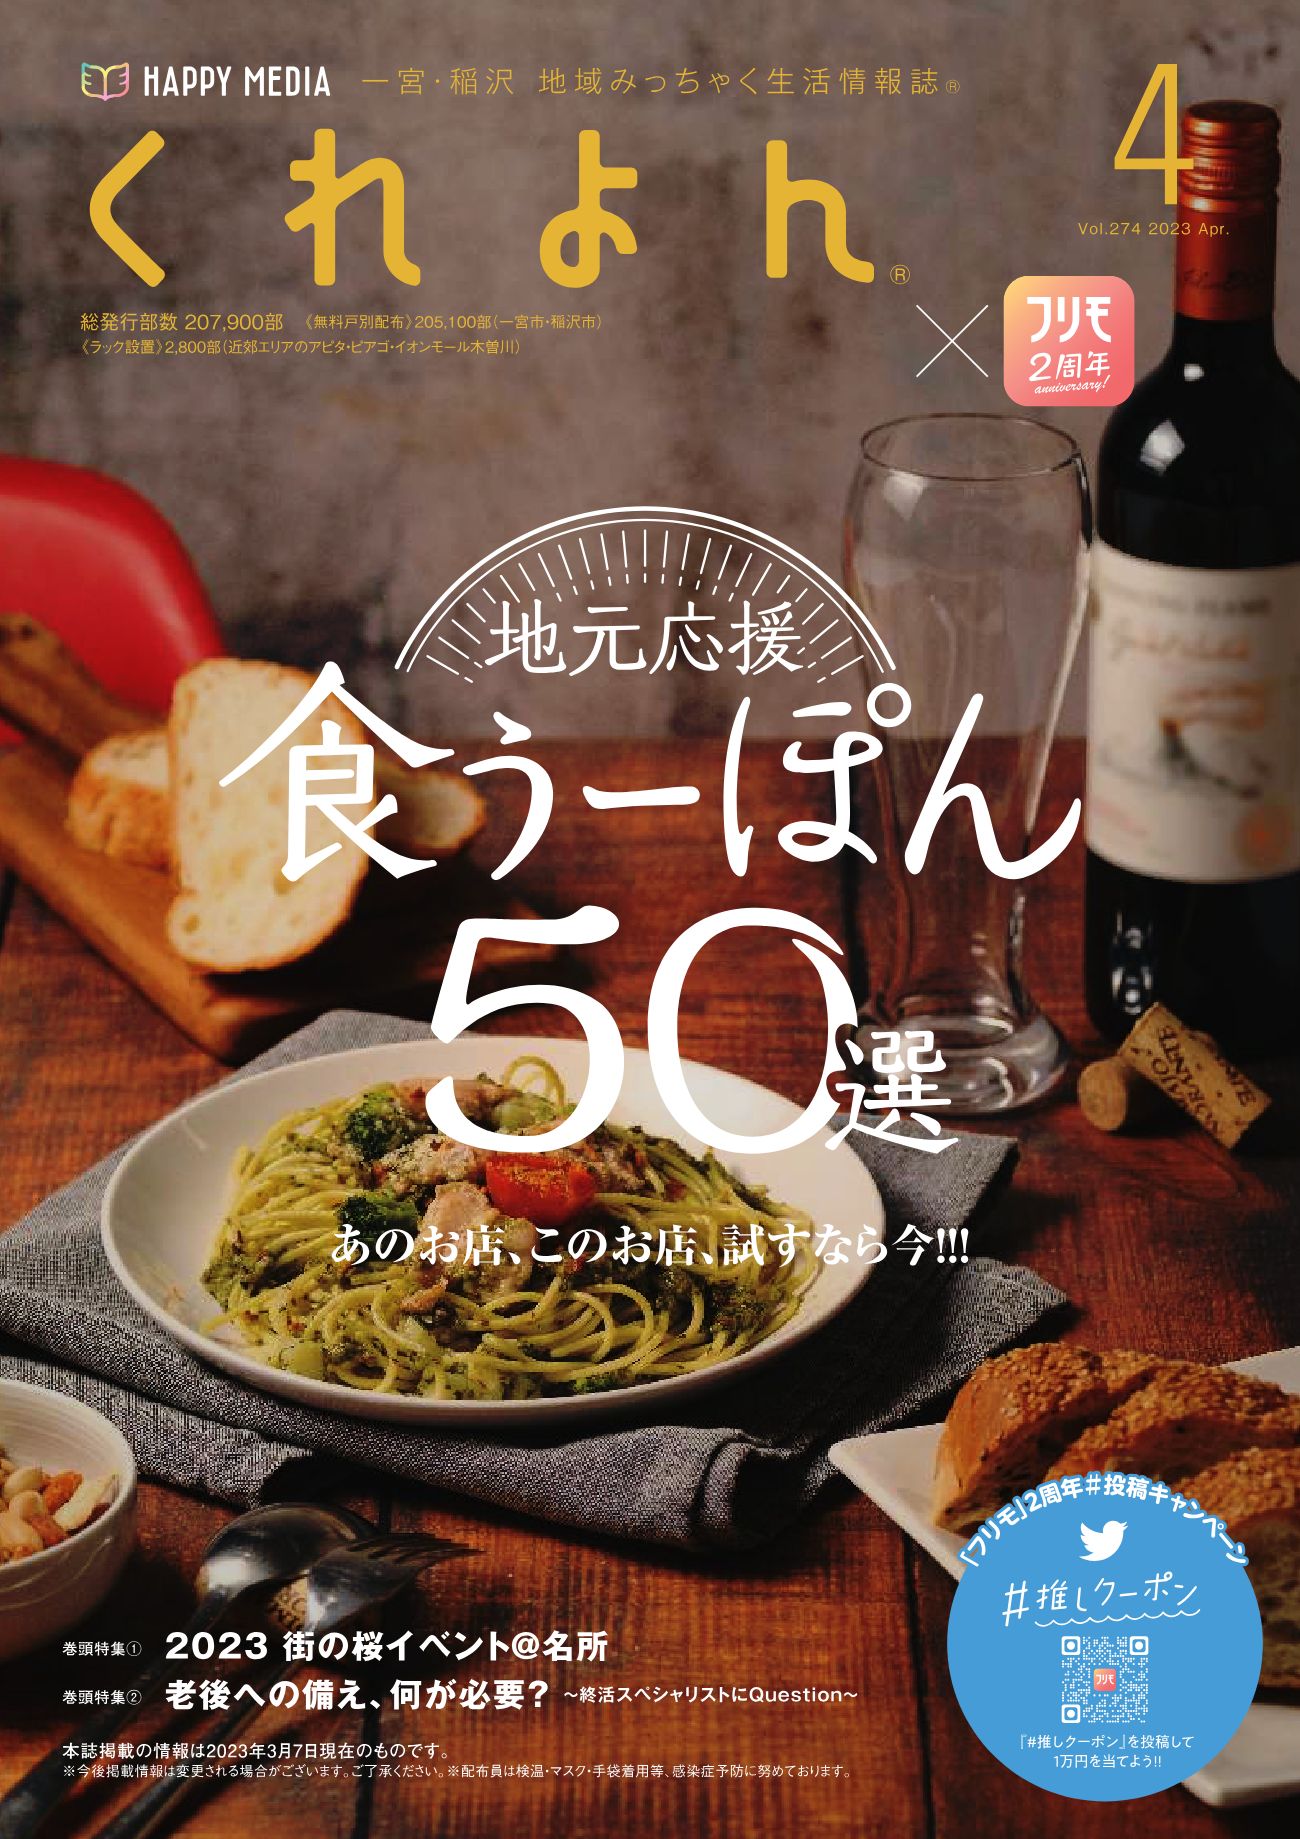 HAPPY MEDIA 一宮・稲沢 地域みっちゃく生活情報誌®
くれよん®
4
Vol.274 2023 Apr.
総発行部数 207,900部 《無料戸別配布》205,100部(一宮市・稲沢市)
《ラック設置》2,800部(近郊エリアのアピタ・ピアゴ・イオンモール木曽川)
×
フリモ
2周年
anniversary!
地元応援
食うーぽん
50選
あのお店、このお店、試すなら今!!!
「フリモ」2周年#投稿キャンペーン
#推しクーポン
フリモ
『#推しクーポン』を投稿して
1万円を当てよう!!
巻頭特集① 2023 街の桜イベント@名所
巻頭特集② 老後への備え、何が必要? ～終活スペシャリストにQuestion～
本誌掲載の情報は2023年3月7日現在のものです。
※今後掲載情報は変更される場合がございます。ご了承ください。※配布員は検温・マスク・手袋着用等、感染症予防に努めております。